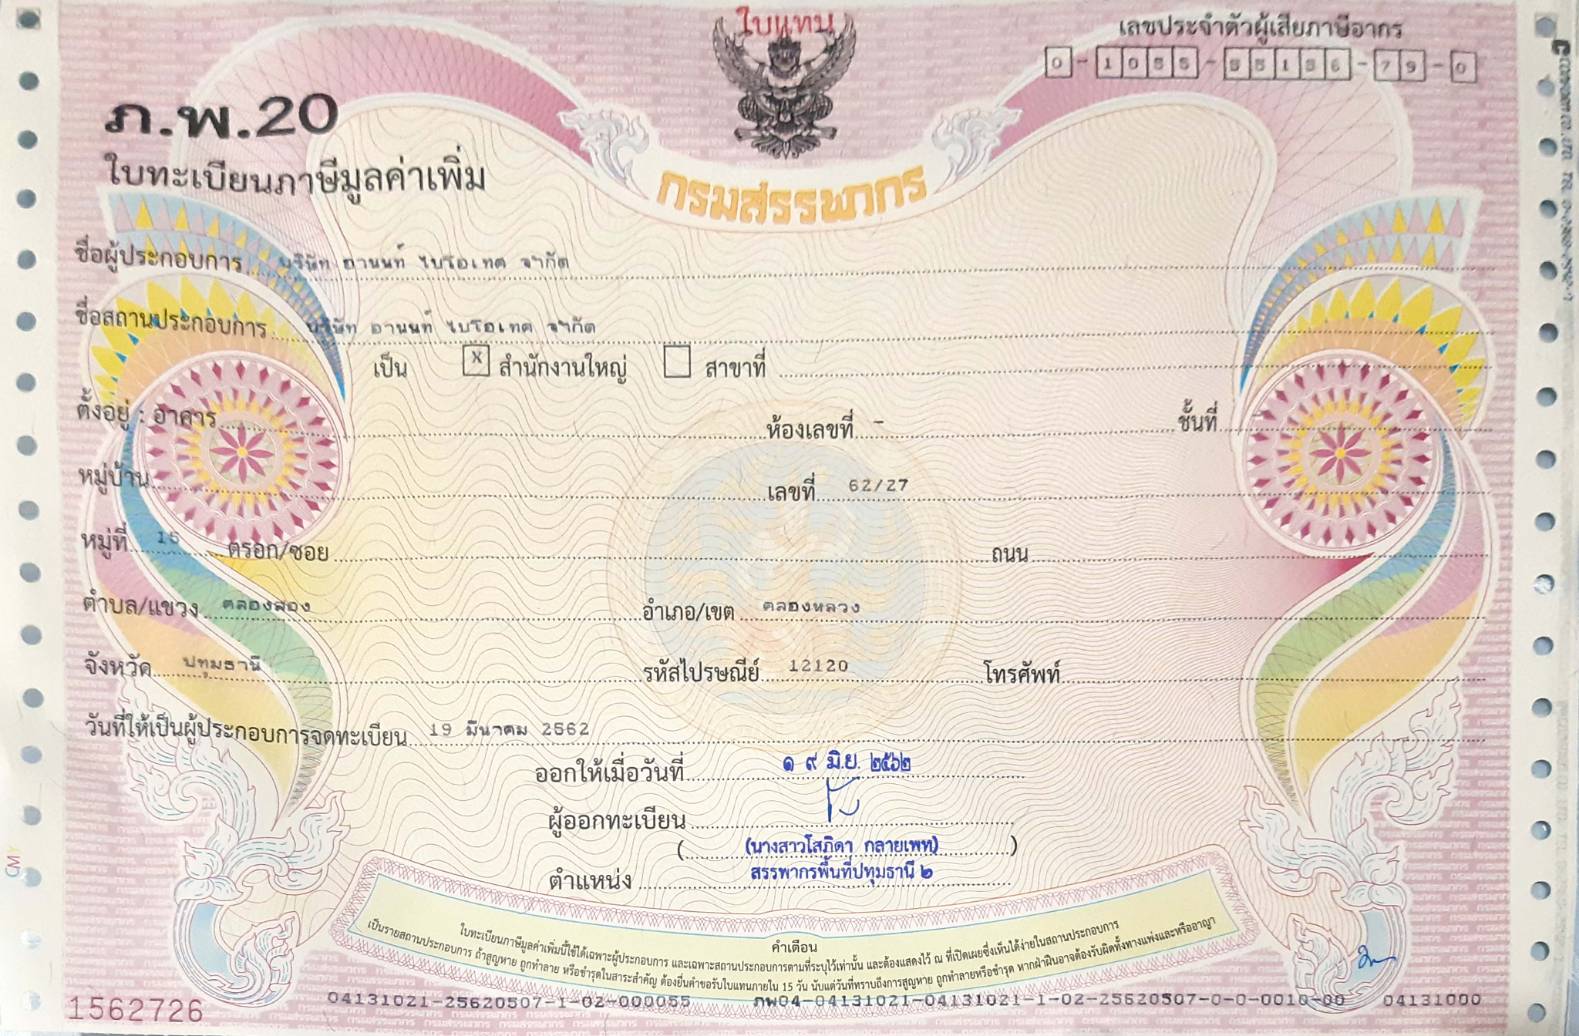 ใบแทน
เลขประจำตัวผู้เสียภาษีอากร
0-1055-55136-79-0
ภ.พ.20
ใบทะเบียนภาษีมูลค่าเพิ่ม
กรมสรรพากร
ชื่อผู้ประกอบการ บริษัท อานนท์ ไบโอเทค จำกัด
ชื่อสถานประกอบการ บริษัท อานนท์ ไบโอเทค จำกัด
เป็น X สำนักงานใหญ่ สาขาที่
ตั้งอยู่ : อาคาร ห้องเลขที่ - ชั้นที่
หมู่บ้าน เลขที่ 62/27
หมู่ที่ 15 ตรอก/ซอย ถนน
ตำบล/แขวง คลองสอง อำเภอ/เขต คลองหลวง
จังหวัด ปทุมธานี รหัสไปรษณีย์ 12120 โทรศัพท์
วันที่ให้เป็นผู้ประกอบการจดทะเบียน 19 มีนาคม 2562
ออกให้เมื่อวันที่ ๑ ๙ มิ.ย. ๒๕๖๒
ผู้ออกทะเบียน
(นางสาวโสภิดา กลายเพท)
ตำแหน่ง สรรพากรพื้นที่ปทุมธานี ๒
คำเตือน
ใบทะเบียนภาษีมูลค่าเพิ่มนี้ใช้ได้เฉพาะผู้ประกอบการ และเฉพาะสถานประกอบการตามที่ระบุไว้เท่านั้น และต้องแสดงไว้ ณ ที่เปิดเผยซึ่งเห็นได้ง่ายในสถานประกอบการ
เป็นรายสถานประกอบการ ถ้าสูญหาย ถูกทำลาย หรือชำรุดในสาระสำคัญ ต้องยื่นคำขอรับใบแทนภายใน 15 วัน นับแต่วันที่ทราบถึงการสูญหาย ถูกทำลายหรือชำรุด หากฝ่าฝืนอาจต้องรับผิดทั้งทางแพ่งและหรืออาญา
1562726
04131021-25620507-1-02-000055 ภพ04-04131021-04131021-1-02-25620507-0-0-0010-00 04131000